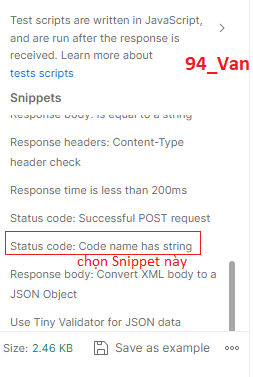 Test scripts are written in JavaScript,
and are run after the response is
received. Learn more about
tests scripts
94_Van
Snippets
Response body: Is equal to a string
Response headers: Content-Type
header check
Response time is less than 200ms
Status code: Successful POST request
Status code: Code name has string
chọn Snippet này
Response body: Convert XML body to a
JSON Object
Use Tiny Validator for JSON data
Size: 2.46 KB
Save as example